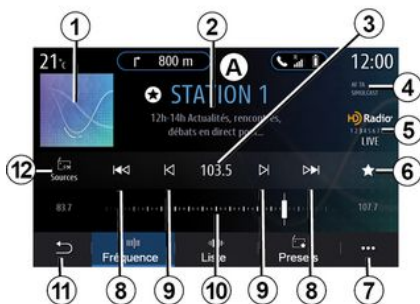 1
2
3
21°c
800 m
A
12:00
STATION 1
AF TA
SIMULCAST
4
12h-14h Actualités, rencontres,
débats en direct pour...
HD Radio
LIVE
5
12
Sources
103.5
6
83.7
107.7
Fréquence
Liste
Presets
11
8
9
10
9
8
7